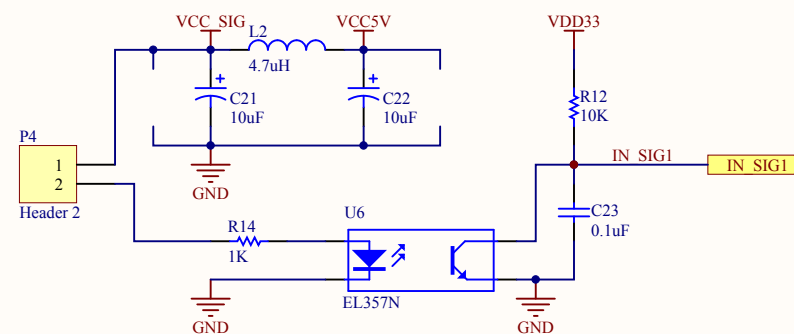 VCC_SIG
L2
VCC5V
VDD33
4.7uH
C21
10uF
C22
10uF
R12
10K
P4
1
2
Header 2
GND
IN_SIG1
IN_SIG1
R14
1K
U6
C23
0.1uF
EL357N
GND
GND